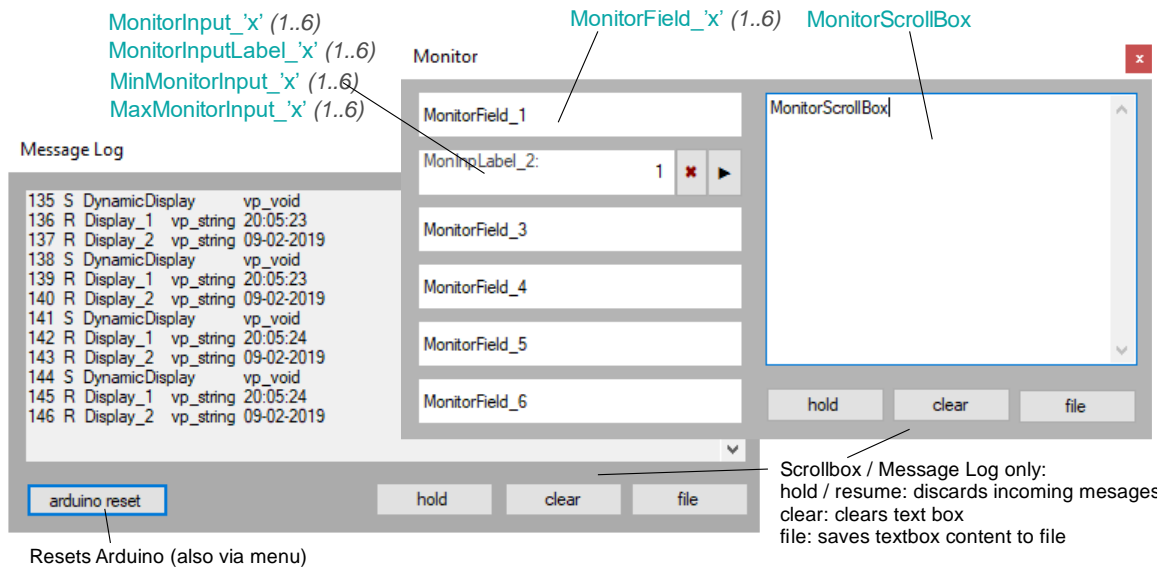 MonitorInput_’x’ (1..6)
MonitorInputLabel_’x’ (1..6)
MinMonitorInput_’x’ (1..6)
MaxMonitorInput_’x’ (1..6)
MonitorField_’x’ (1..6)
MonitorScrollBox
Monitor
x
MonitorField_1
MonInpLabel_2:
1
MonitorField_3
MonitorField_4
MonitorField_5
MonitorField_6
MonitorScrollBox
hold clear file
Message Log
135 S DynamicDisplay vp_void
136 R Display_1 vp_string 20:05:23
137 R Display_2 vp_string 09-02-2019
138 S DynamicDisplay vp_void
139 R Display_1 vp_string 20:05:23
140 R Display_2 vp_string 09-02-2019
141 S DynamicDisplay vp_void
142 R Display_1 vp_string 20:05:24
143 R Display_2 vp_string 09-02-2019
144 S DynamicDisplay vp_void
145 R Display_1 vp_string 20:05:24
146 R Display_2 vp_string 09-02-2019
arduino reset hold clear file
Resets Arduino (also via menu)
Scrollbox / Message Log only:
hold / resume: discards incoming mesages
clear: clears text box
file: saves textbox content to file